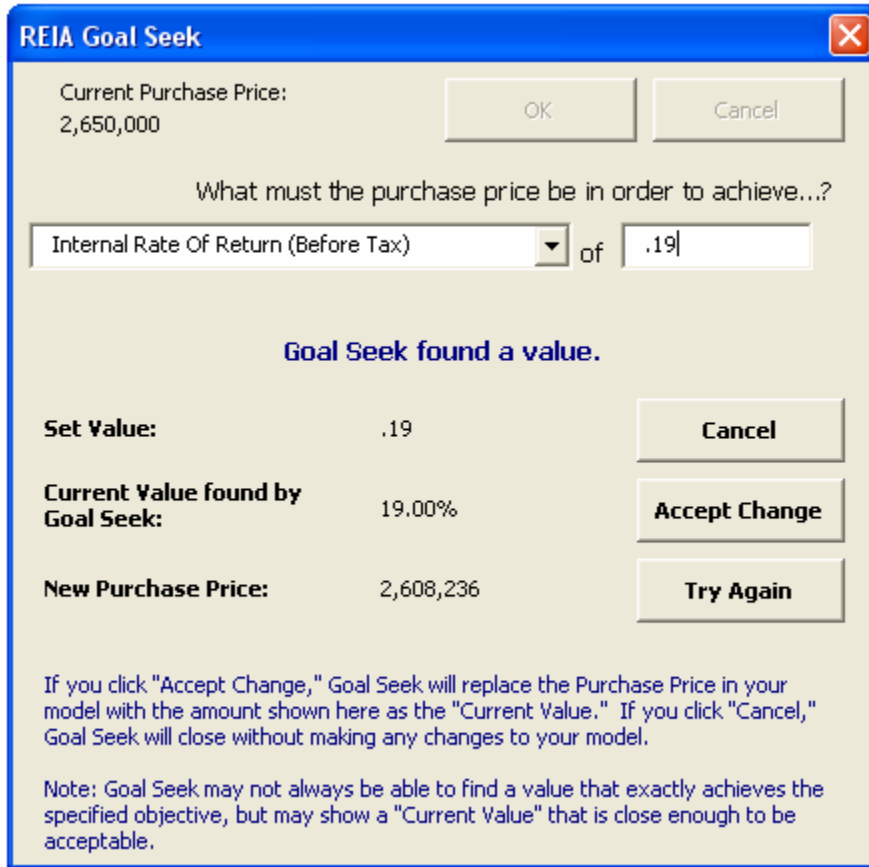 REIA Goal Seek
Current Purchase Price:
2,650,000
OK
Cancel
What must the purchase price be in order to achieve...?
Internal Rate Of Return (Before Tax)
of
.19
Goal Seek found a value.
Set Value:
.19
Cancel
Current Value found by
Goal Seek:
19.00%
Accept Change
New Purchase Price:
2,608,236
Try Again
If you click "Accept Change," Goal Seek will replace the Purchase Price in your
model with the amount shown here as the "Current Value." If you click "Cancel,"
Goal Seek will close without making any changes to your model.
Note: Goal Seek may not always be able to find a value that exactly achieves the
specified objective, but may show a "Current Value" that is close enough to be
acceptable.